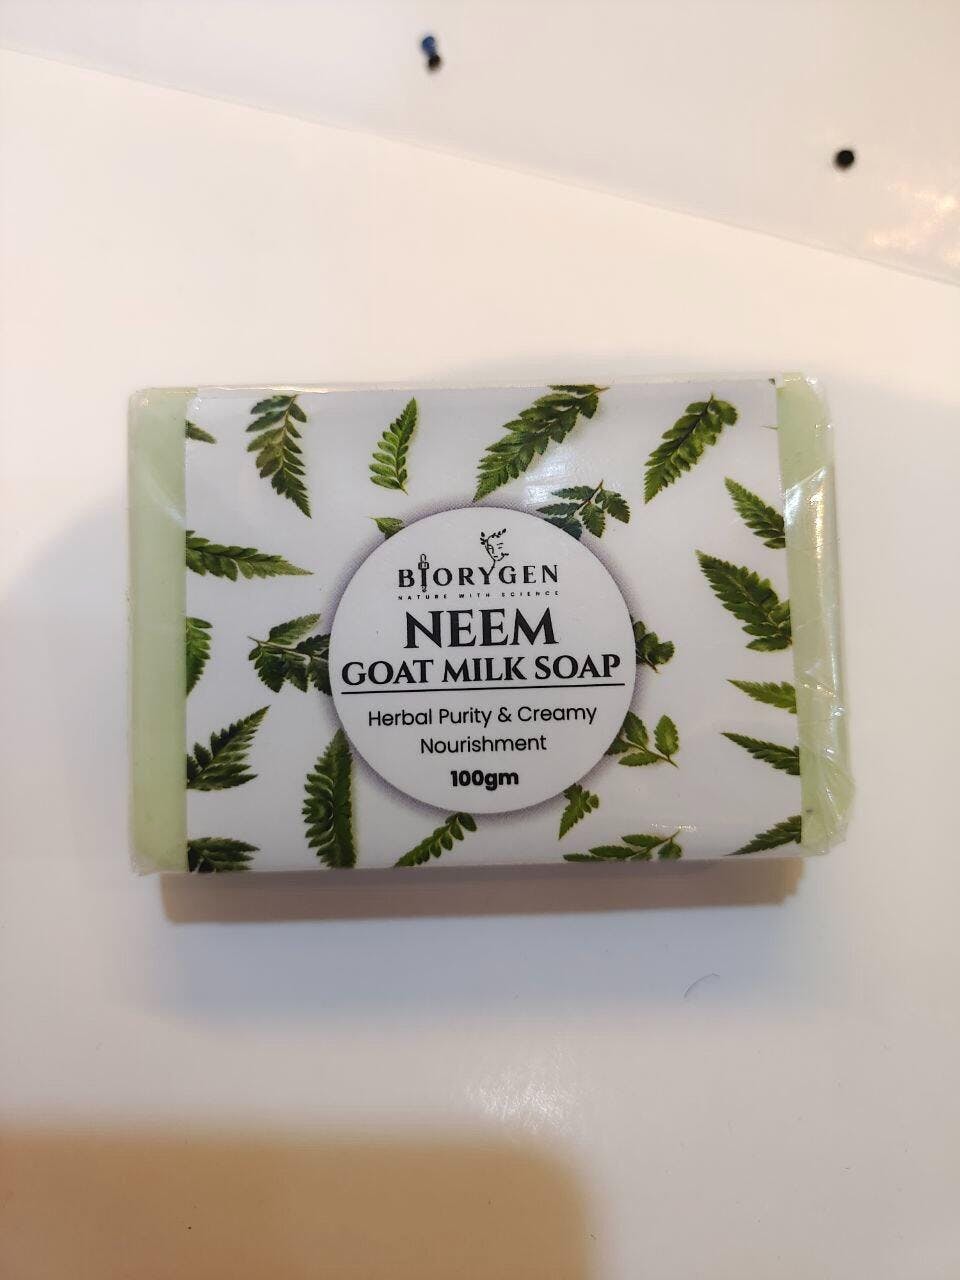 BIORYGEN
NATURE WITH SCIENCE
NEEM
GOAT MILK SOAP
Herbal Purity & Creamy
Nourishment
100gm